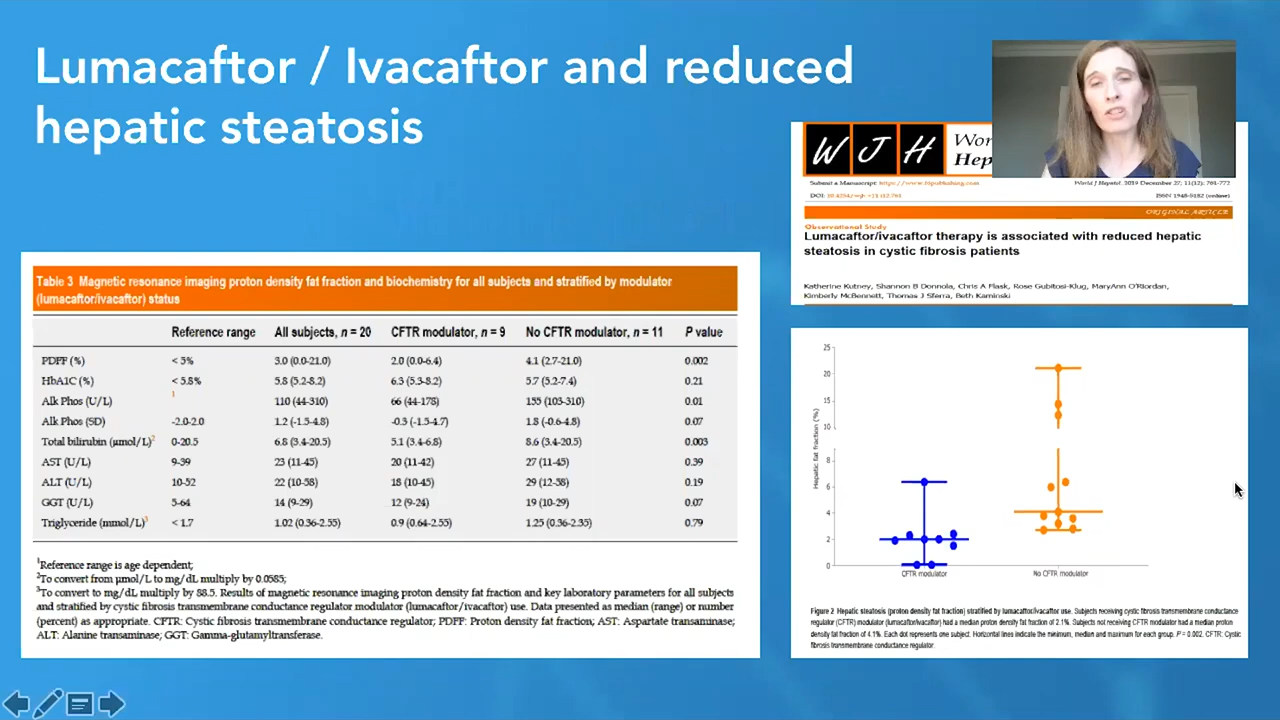 Lumacaftor / Ivacaftor and reduced
hepatic steatosis
W J H
Submit a Manuscript: https://www.f6publishing.com
World J Hepatol 2019 December 27; 11(12): 761-772
ISSN 1948-5182 (online)
ORIGINAL ARTICLE
Observational Study
Lumacaftor/ivacaftor therapy is associated with reduced hepatic
steatosis in cystic fibrosis patients
Katherine Kutney, Shannon B Donnola, Chris A Flask, Rose Gubitosi-Klug, MaryAnn O'Riordan,
Kimberly McBennett, Thomas J Sferra, Beth Kaminski
Table 3 Magnetic resonance imaging proton density fat fraction and biochemistry for all subjects and stratified by modulator
(lumacaftor/ivacaftor) status
Reference range All subjects, n = 20 CFTR modulator, n = 9 No CFTR modulator, n = 11 P value
PDFF (%) < 5% 3.0 (0.0-21.0) 2.0 (0.0-6.4) 4.1 (2.7-21.0) 0.002
HbA1C (%) < 5.8% 5.8 (5.2-8.2) 6.3 (5.3-8.2) 5.7 (5.2-7.4) 0.21
Alk Phos (U/L) 1 110 (44-310) 66 (44-178) 155 (103-310) 0.01
Alk Phos (SD) -2.0-2.0 1.2 (-1.5-4.8) -0.3 (-1.5-4.7) 1.8 (-0.6-4.8) 0.07
Total bilirubin (µmol/L)2 0-20.5 6.8 (3.4-20.5) 5.1 (3.4-6.8) 8.6 (3.4-20.5) 0.003
AST (U/L) 9-39 23 (11-45) 20 (11-42) 27 (11-45) 0.39
ALT (U/L) 10-52 22 (10-58) 18 (10-45) 29 (12-58) 0.19
GGT (U/L) 5-64 14 (9-29) 12 (9-24) 19 (10-29) 0.07
Triglyceride (mmol/L)3 < 1.7 1.02 (0.36-2.55) 0.9 (0.64-2.55) 1.25 (0.36-2.35) 0.79
1Reference range is age dependent;
2To convert from µmol/L to mg/dL multiply by 0.0585;
3To convert to mg/dL multiply by 88.5. Results of magnetic resonance imaging proton density fat fraction and key laboratory parameters for all subjects
and stratified by cystic fibrosis transmembrane conductance regulator modulator (lumacaftor/ivacaftor) use. Data presented as median (range) or number
(percent) as appropriate. CFTR: Cystic fibrosis transmembrane conductance regulator; PDFF: Proton density fat fraction; AST: Aspartate transaminase;
ALT: Alanine transaminase; GGT: Gamma-glutamyltransferase.
Hepatic fat fraction (%)
25
20
15
10
8
6
4
2
0
CFTR modulator No CFTR modulator
Figure 2 Hepatic steatosis (proton density fat fraction) stratified by lumacaftor/ivacaftor use. Subjects receiving cystic fibrosis transmembrane conductance
regulator (CFTR) modulator (lumacaftor/ivacaftor) had a median proton density fat fraction of 2.1%. Subjects not receiving CFTR modulator had a median proton
density fat fraction of 4.1%. Each dot represents one subject. Horizontal lines indicate the minimum, median and maximum for each group. P = 0.002. CFTR: Cystic
fibrosis transmembrane conductance regulator.